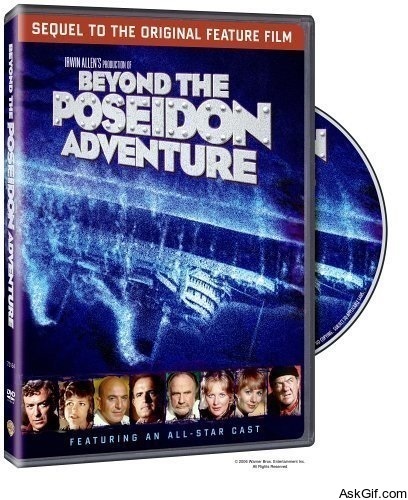 SEQUEL TO THE ORIGINAL FEATURE FILM
IRWIN ALLEN'S PRODUCTION OF
BEYOND THE
POSEIDON
ADVENTURE
BEYOND THE POSEIDON ADVENTURE
DVD
FEATURING AN ALL-STAR CAST
© 2006 Warner Bros. Entertainment Inc.
All Rights Reserved.
AskGif.com